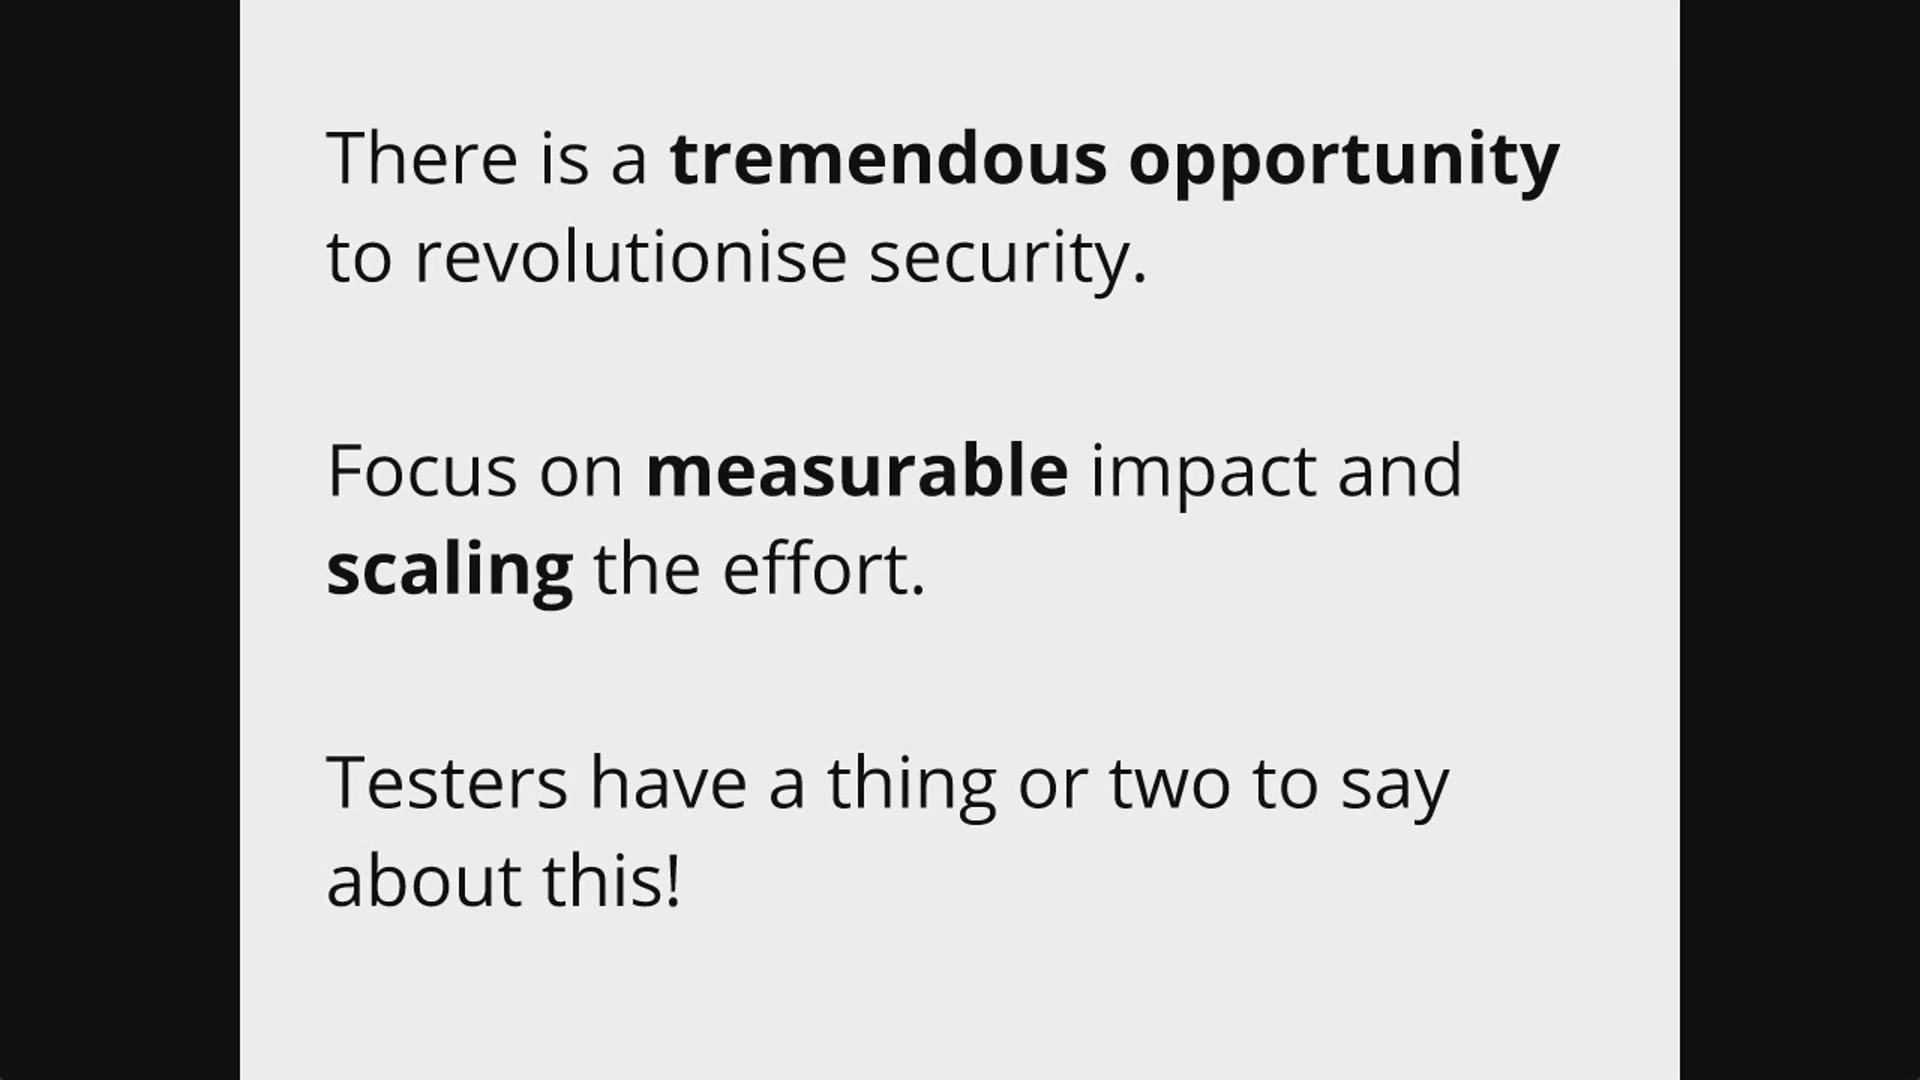 There is a tremendous opportunity
to revolutionise security.
Focus on measurable impact and
scaling the effort.
Testers have a thing or two to say
about this!